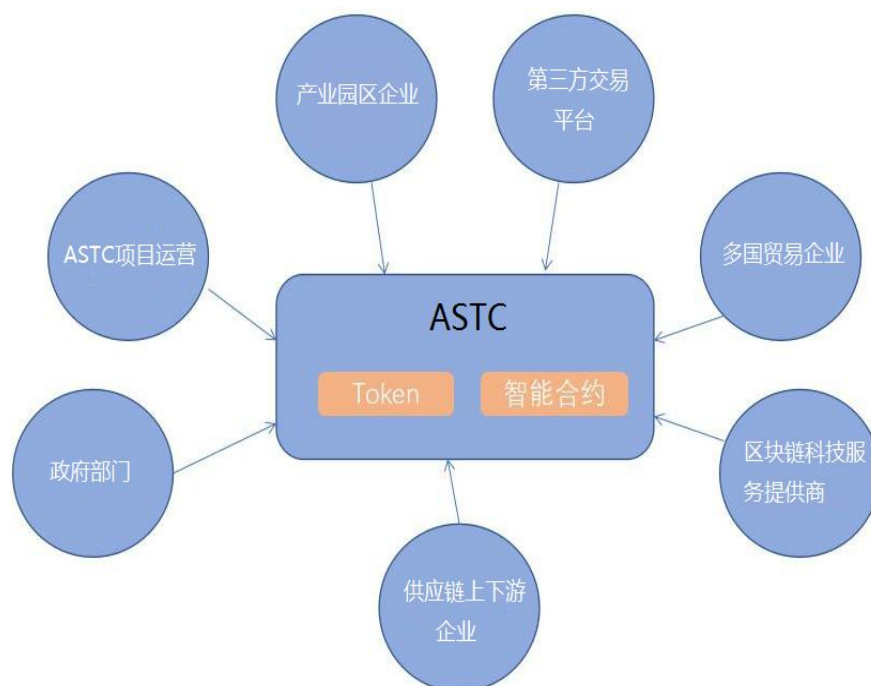 产业园区企业
第三方交易
平台
ASTC项目运营
多国贸易企业
ASTC
Token
智能合约
政府部门
区块链科技服
务提供商
供应链上下游
企业